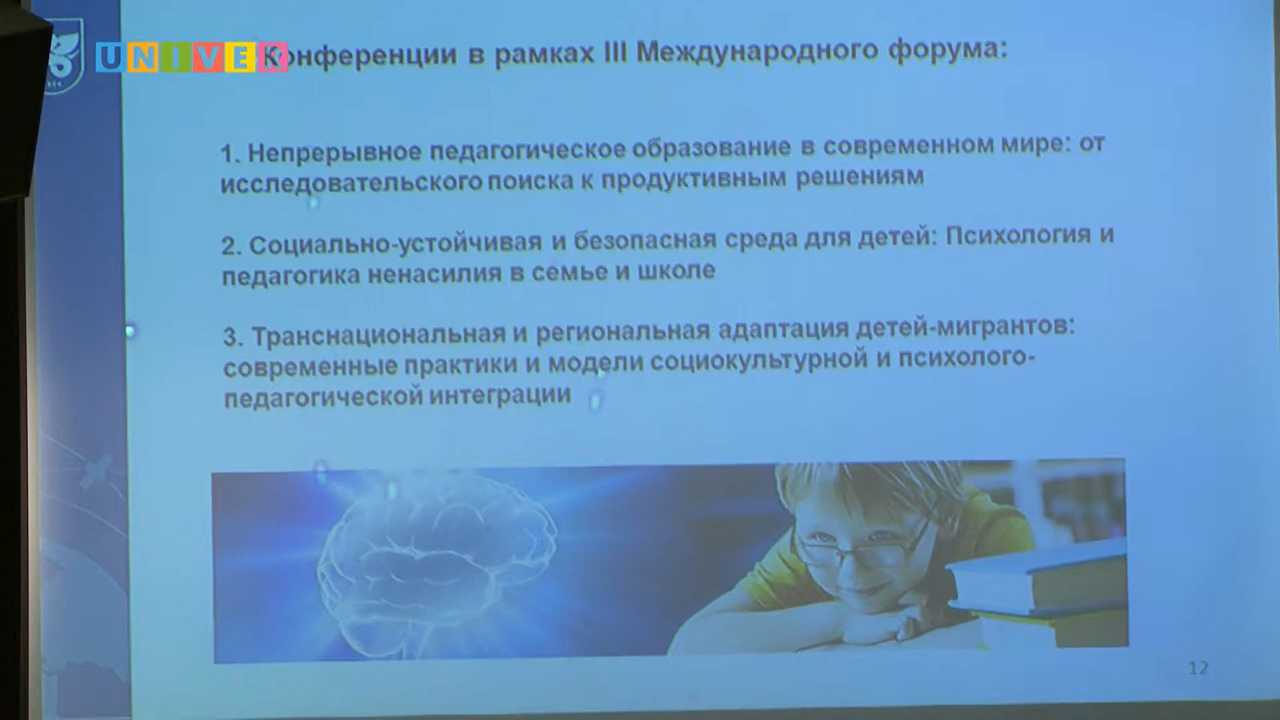 UNIVER
Конференции в рамках III Международного форума:
1. Непрерывное педагогическое образование в современном мире: от
исследовательского поиска к продуктивным решениям
2. Социально-устойчивая и безопасная среда для детей: Психология и
педагогика ненасилия в семье и школе
3. Транснациональная и региональная адаптация детей-мигрантов:
современные практики и модели социокультурной и психолого-
педагогической интеграции
12